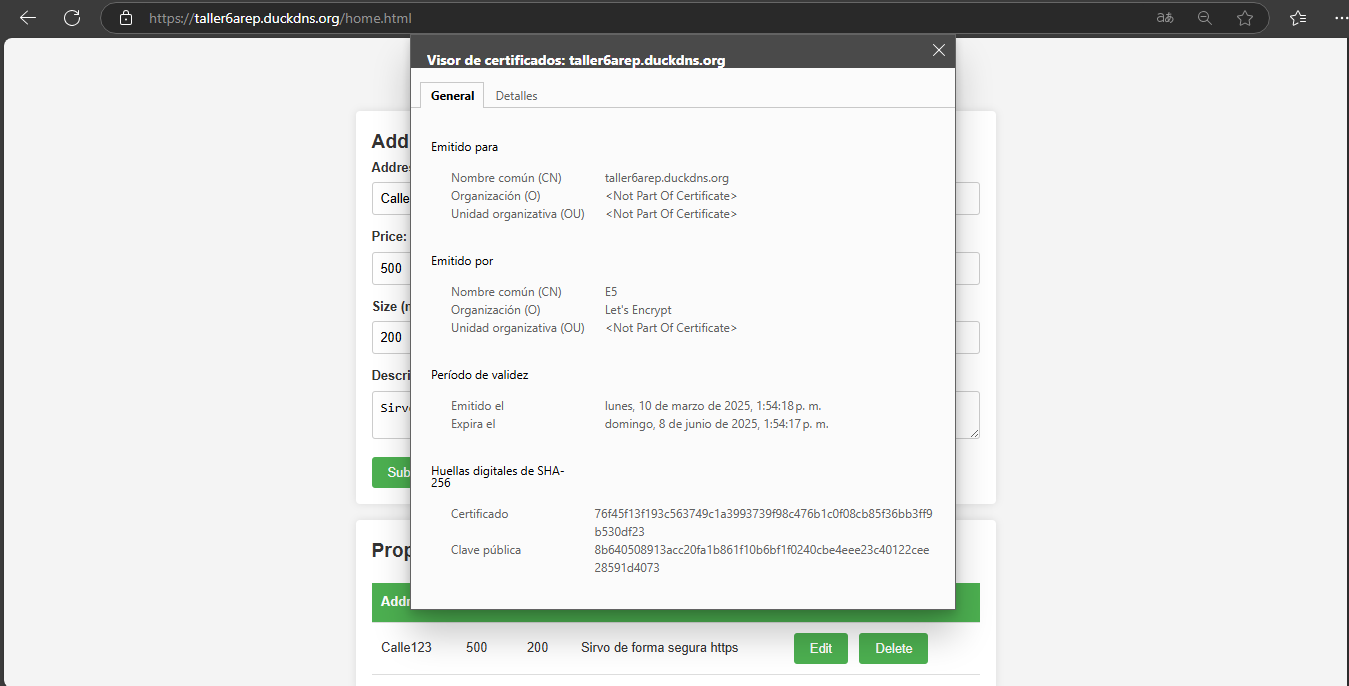 https://taller6arep.duckdns.org/home.html
Visor de certificados: taller6arep.duckdns.org
General Detalles
Emitido para
Nombre común (CN) taller6arep.duckdns.org
Organización (O) <Not Part Of Certificate>
Unidad organizativa (OU) <Not Part Of Certificate>
Emitido por
Nombre común (CN) E5
Organización (O) Let's Encrypt
Unidad organizativa (OU) <Not Part Of Certificate>
Período de validez
Emitido el lunes, 10 de marzo de 2025, 1:54:18 p. m.
Expira el domingo, 8 de junio de 2025, 1:54:17 p. m.
Huellas digitales de SHA-
256
Certificado 76f45f13f193c563749c1a3993739f98c476b1c0f08cb85f36bb3ff9
b530df23
Clave pública 8b640508913acc20fa1b861f10b6bf1f0240cbe4eee23c40122cee
28591d4073
Add
Addre
Calle
Price:
500
Size (
200
Descri
Sirv
Sub
Prop
Addr
Calle123 500 200 Sirvo de forma segura https Edit Delete